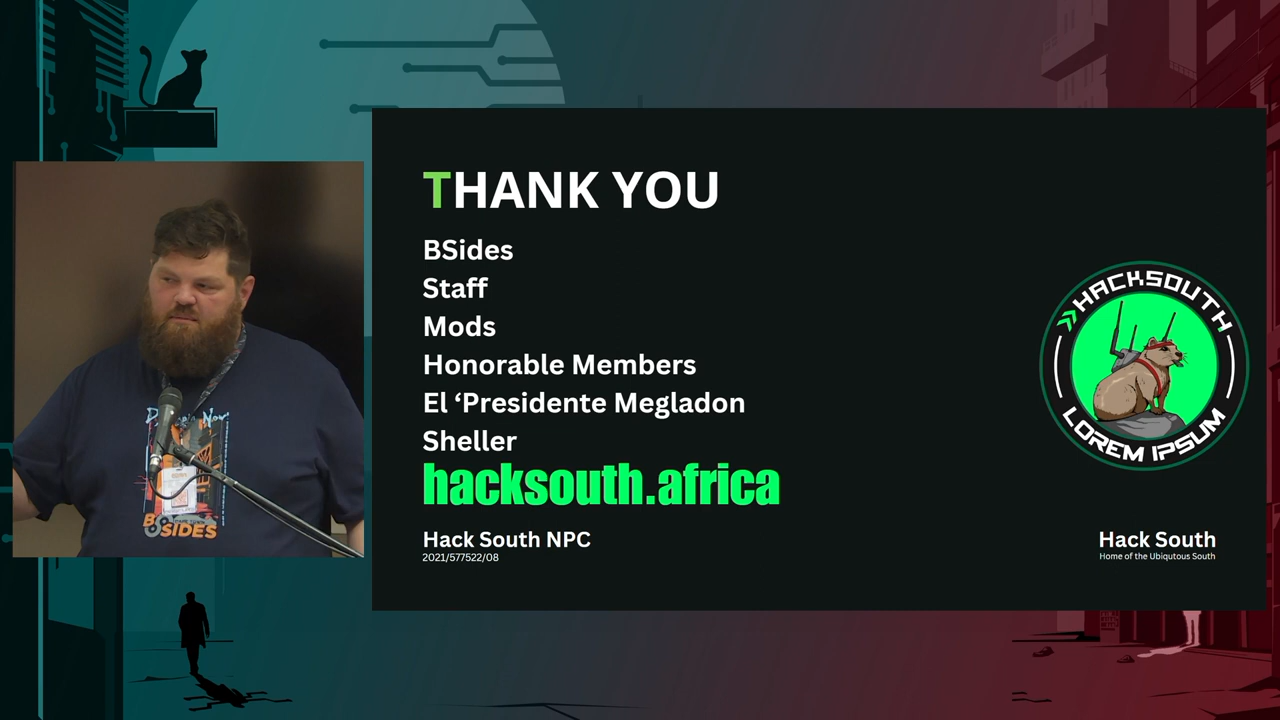 THANK YOU
BSides
Staff
Mods
Honorable Members
El ‘Presidente Megladon
Sheller
hacksouth.africa
Hack South NPC
2021/577522/08
HACKSOUTH
LOREM IPSUM
Hack South
Home of the Ubiqutous South
BSIDES